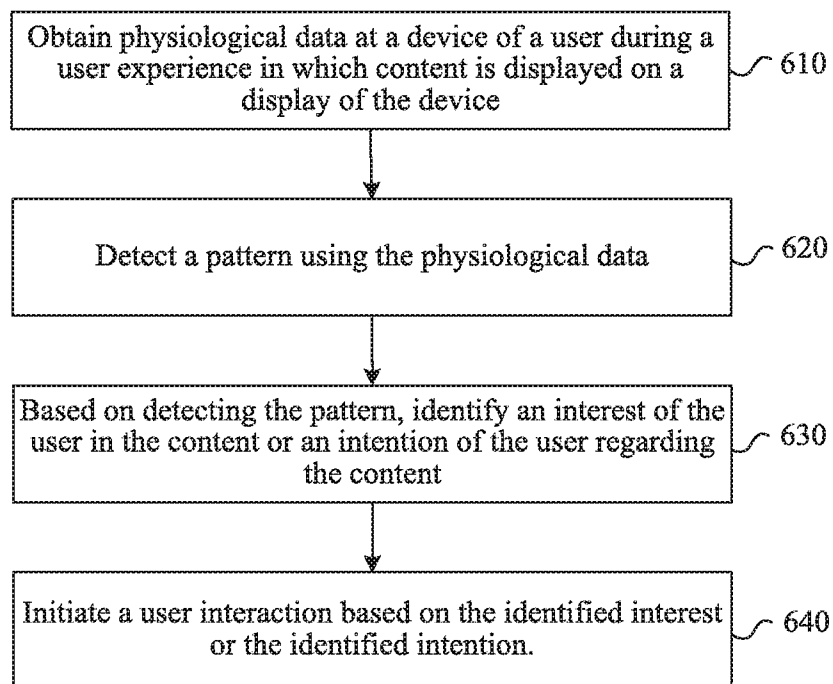 Obtain physiological data at a device of a user during a
user experience in which content is displayed on a
display of the device
610
Detect a pattern using the physiological data
620
Based on detecting the pattern, identify an interest of the
user in the content or an intention of the user regarding
the content
630
Initiate a user interaction based on the identified interest
or the identified intention.
640